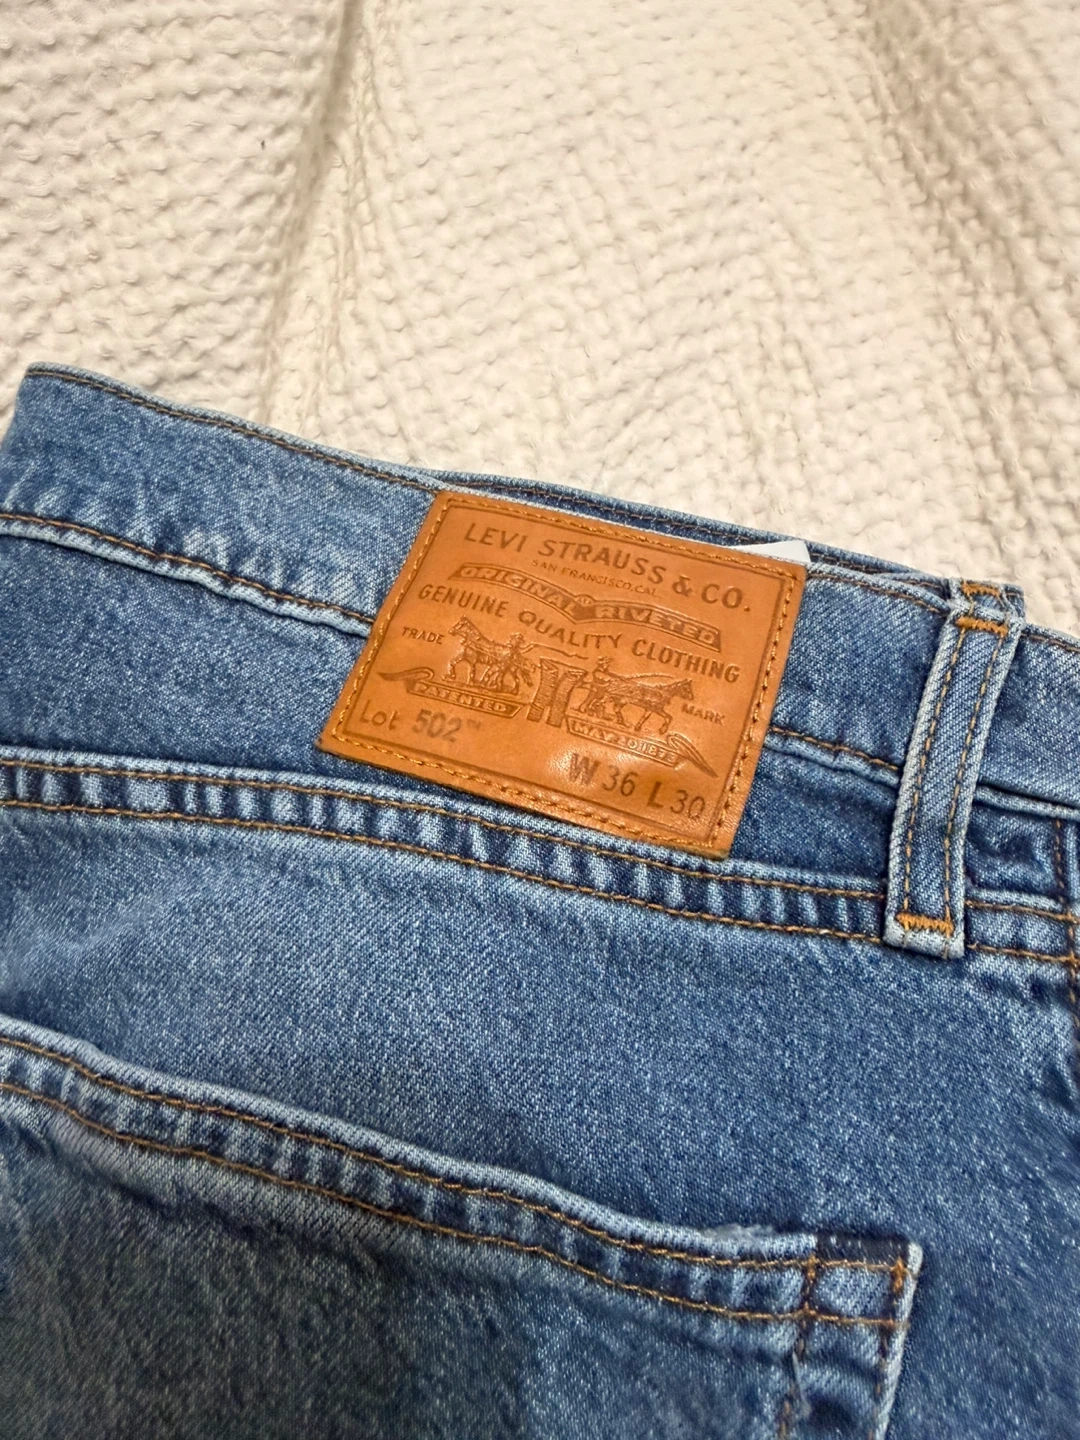 LEVI STRAUSS & CO.
SAN FRANCISCO, CAL.
ORIGINAL RIVETED
GENUINE QUALITY CLOTHING
TRADE MARK
PATENTED MAY 20 1873
Lot 502™
W 36 L 30